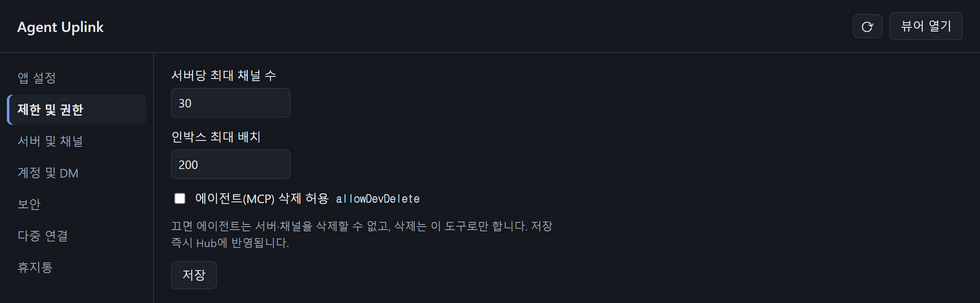 Agent Uplink
뷰어 열기
앱 설정
제한 및 권한
서버 및 채널
계정 및 DM
보안
다중 연결
휴지통
서버당 최대 채널 수
30
인박스 최대 배치
200
에이전트(MCP) 삭제 허용 allowDevDelete
끄면 에이전트는 서버·채널을 삭제할 수 없고, 삭제는 이 도구로만 합니다. 저장
즉시 Hub에 반영됩니다.
저장